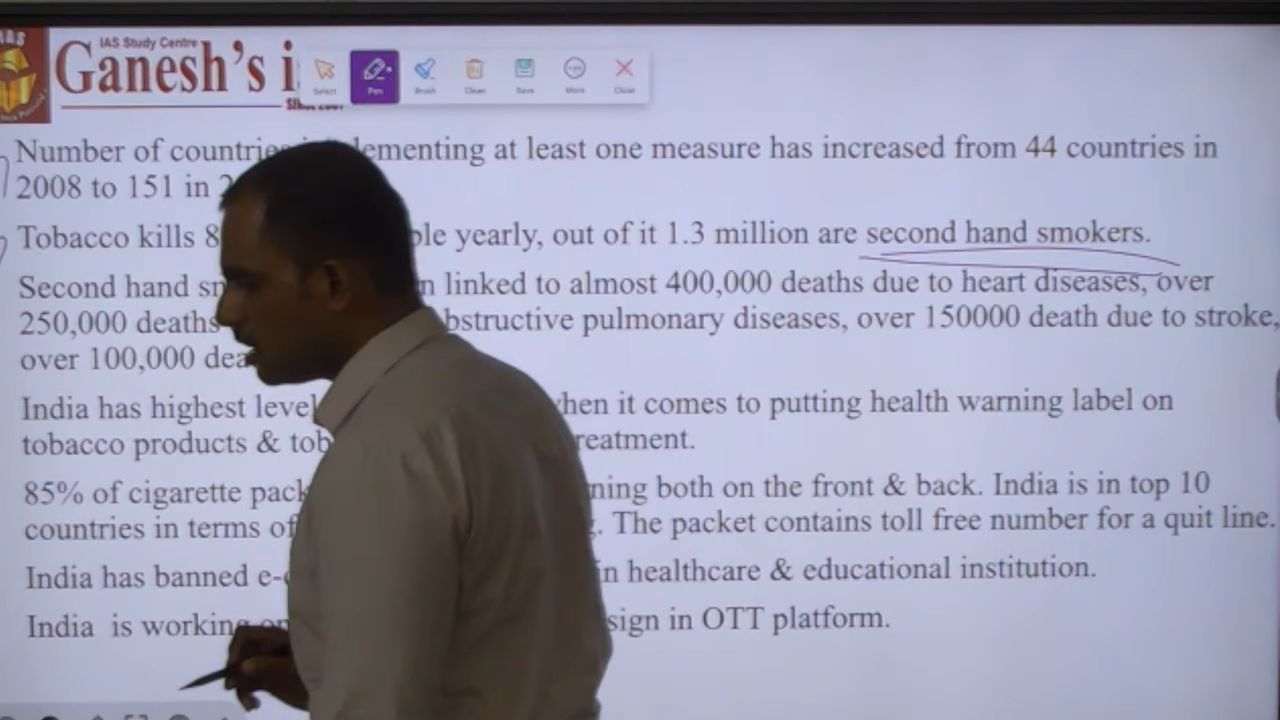 IAS
IAS Study Centre
Ganesh's i
Select Pen Brush Clean Save More Close
Number of countries implementing at least one measure has increased from 44 countries in
2008 to 151 in 2
Tobacco kills 8 ple yearly, out of it 1.3 million are second hand smokers.
Second hand sm n linked to almost 400,000 deaths due to heart diseases, over
250,000 deaths bstructive pulmonary diseases, over 150000 death due to stroke,
over 100,000 dea
India has highest level when it comes to putting health warning label on
tobacco products & tob reatment.
85% of cigarette pack ning both on the front & back. India is in top 10
countries in terms of . The packet contains toll free number for a quit line.
India has banned e- in healthcare & educational institution.
India is working on sign in OTT platform.